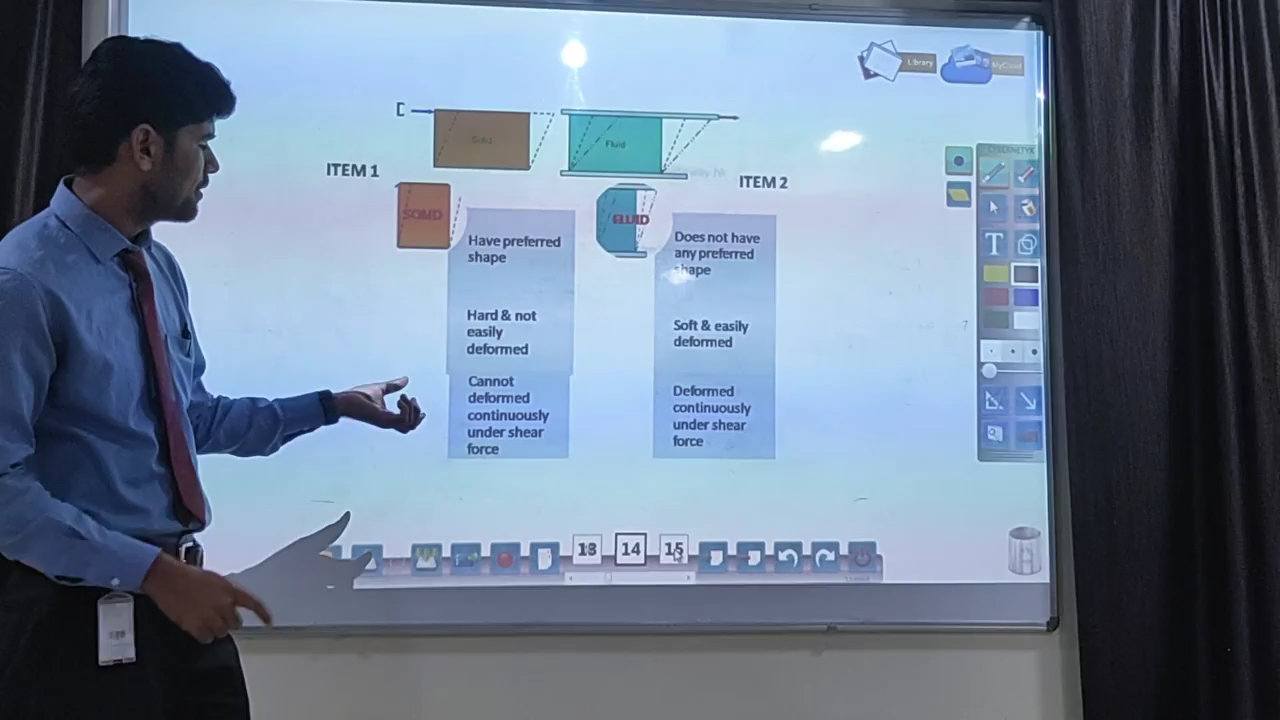 Library
MyCloud
Solid
Fluid
CYBERNETYX
ITEM 1
ITEM 2
SOLID
FLUID
Have preferred
shape
Does not have
any preferred
shape
Hard & not
easily
deformed
Soft & easily
deformed
Cannot
deformed
continuously
under shear
force
Deformed
continuously
under shear
force
T
13
14
15